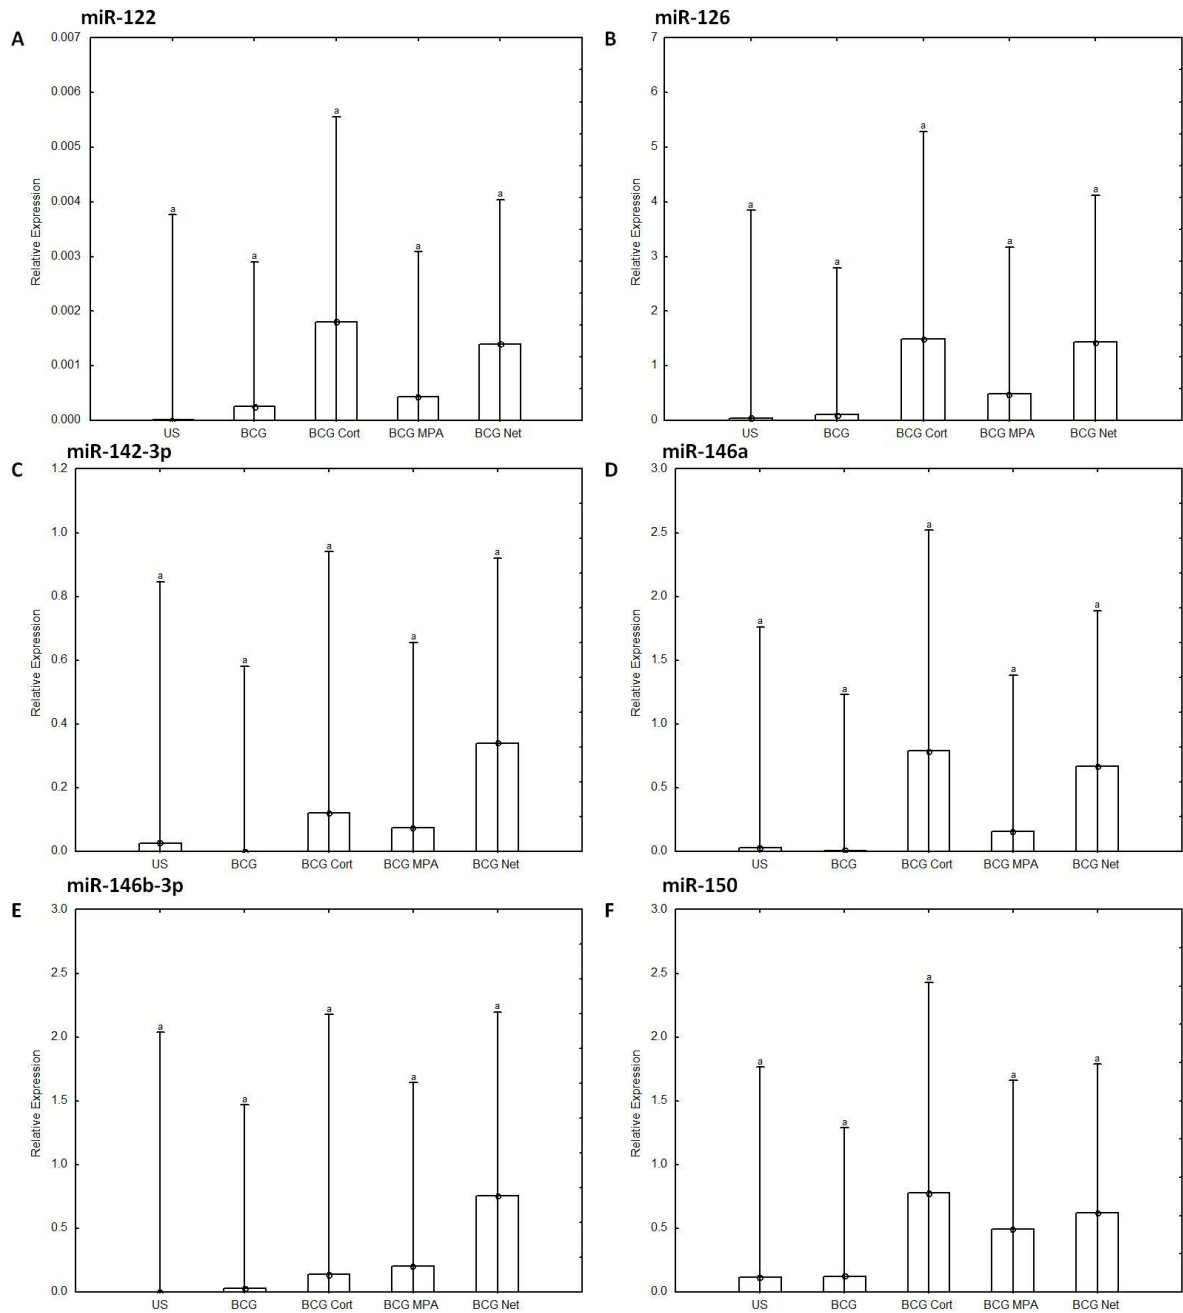 miR-122
A
0.007
0.006
0.005
0.004
0.003
0.002
0.001
0.000
Relative Expression
a
a
a
a
a
US BCG BCG Cort BCG MPA BCG Net
miR-126
B
7
6
5
4
3
2
1
0
Relative Expression
a
a
a
a
a
US BCG BCG Cort BCG MPA BCG Net
miR-142-3p
C
1.2
1.0
0.8
0.6
0.4
0.2
0.0
Relative Expression
a
a
a
a
a
US BCG BCG Cort BCG MPA BCG Net
miR-146a
D
3.0
2.5
2.0
1.5
1.0
0.5
0.0
Relative Expression
a
a
a
a
a
US BCG BCG Cort BCG MPA BCG Net
miR-146b-3p
E
3.0
2.5
2.0
1.5
1.0
0.5
0.0
Relative Expression
a
a
a
a
a
US BCG BCG Cort BCG MPA BCG Net
miR-150
F
3.0
2.5
2.0
1.5
1.0
0.5
0.0
Relative Expression
a
a
a
a
a
US BCG BCG Cort BCG MPA BCG Net